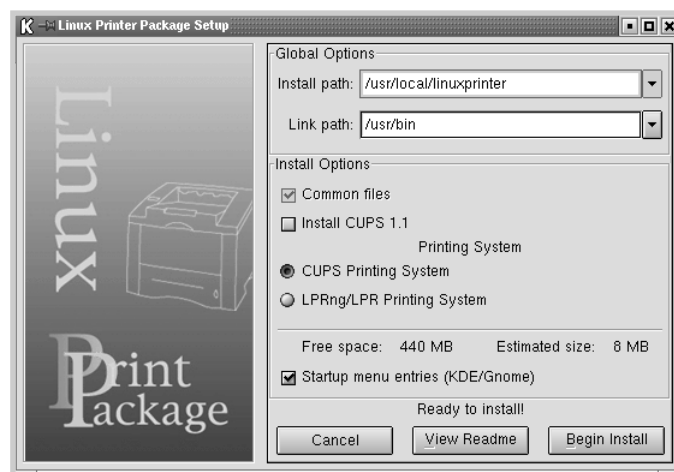 Linux Printer Package Setup
Linux
Print
Package
Global Options
Install path: /usr/local/linuxprinter
Link path: /usr/bin
Install Options
Common files
Install CUPS 1.1
Printing System
CUPS Printing System
LPRng/LPR Printing System
Free space: 440 MB Estimated size: 8 MB
Startup menu entries (KDE/Gnome)
Ready to install!
Cancel View Readme Begin Install